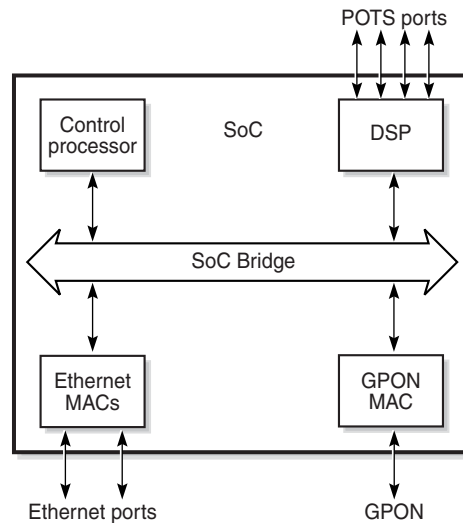 POTS ports
Control
processor
SoC
DSP
SoC Bridge
Ethernet
MACs
GPON
MAC
Ethernet ports
GPON